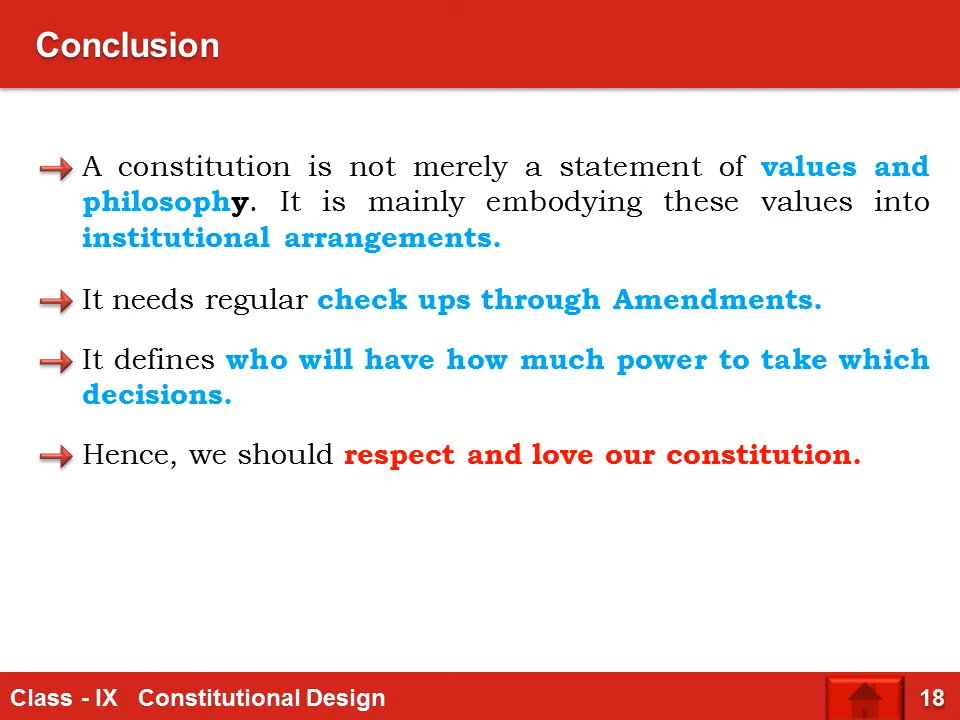 Conclusion
A constitution is not merely a statement of values and
philosophy. It is mainly embodying these values into
institutional arrangements.
It needs regular check ups through Amendments.
It defines who will have how much power to take which
decisions.
Hence, we should respect and love our constitution.
Class - IX Constitutional Design 18